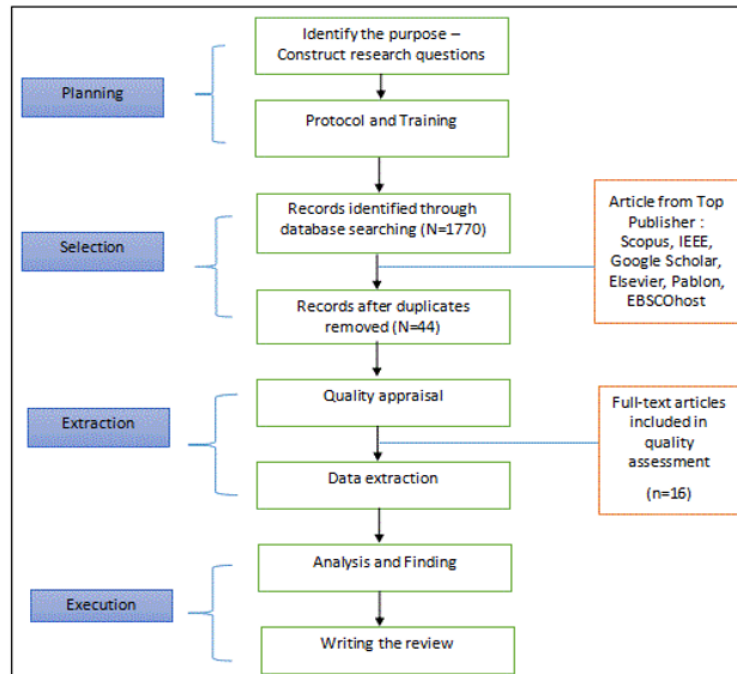 Identify the purpose –
Construct research questions
Planning
Protocol and Training
Records identified through
database searching (N=1770)
Article from Top
Publisher :
Scopus, IEEE,
Google Scholar,
Elsevier, Pablon,
EBSCOhost
Selection
Records after duplicates
removed (N=44)
Quality appraisal
Extraction
Full-text articles
included in
quality
assessment
(n=16)
Data extraction
Analysis and Finding
Execution
Writing the review